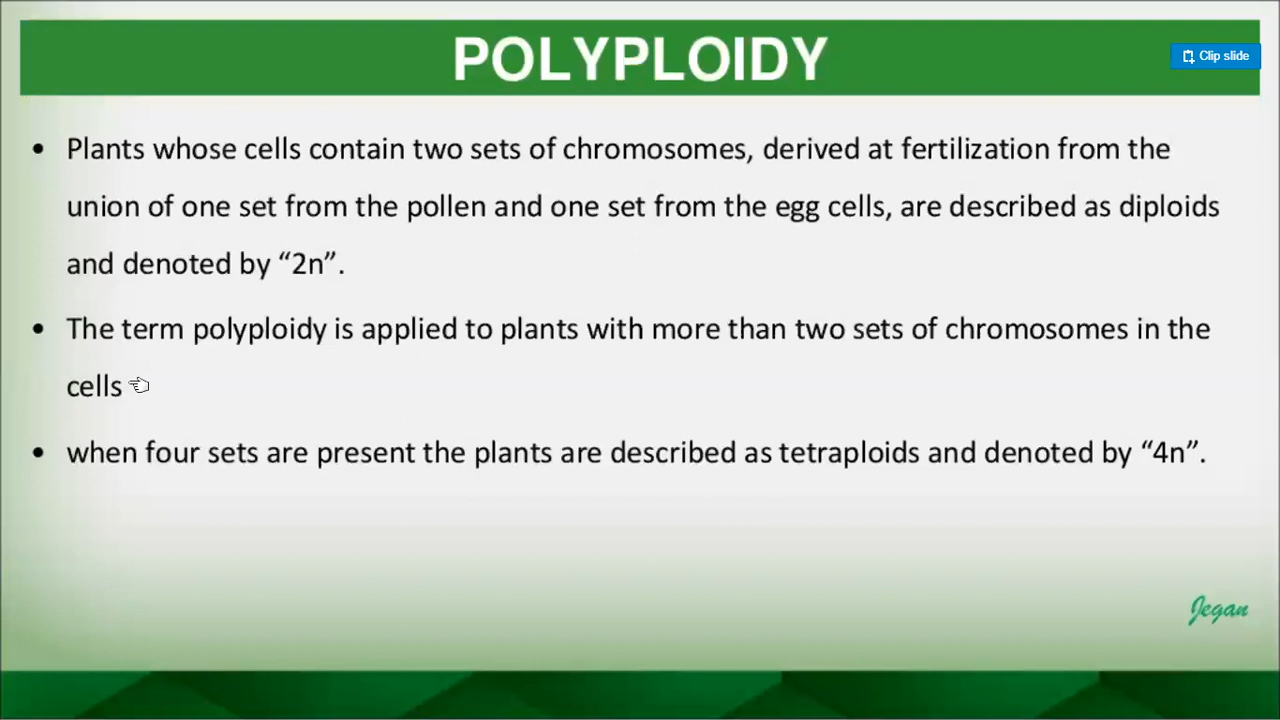 POLYPLOIDY
Clip slide
• Plants whose cells contain two sets of chromosomes, derived at fertilization from the
union of one set from the pollen and one set from the egg cells, are described as diploids
and denoted by “2n”.
• The term polyploidy is applied to plants with more than two sets of chromosomes in the
cells
• when four sets are present the plants are described as tetraploids and denoted by “4n”.
Jegan